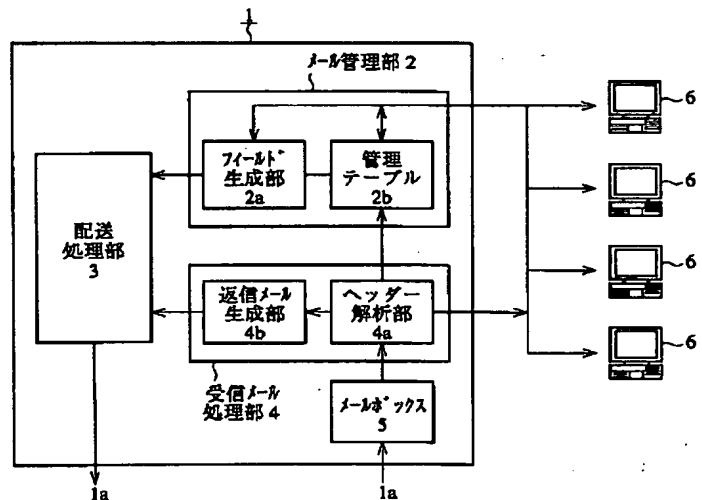 1
メール管理部2
フィールド
生成部
2a
管理
テーブル
2b
配送
処理部
3
返信メール
生成部
4b
ヘッダー
解析部
4a
受信メール
処理部4
メールボックス
5
1a
1a
6
6
6
6